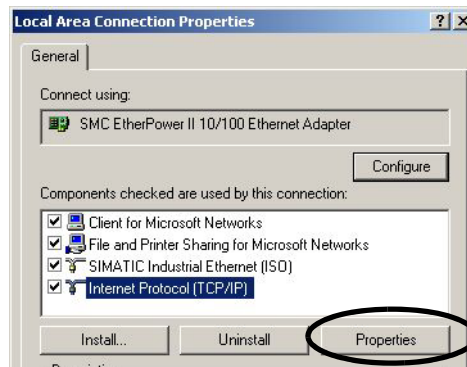 Local Area Connection Properties
General
Connect using:
SMC EtherPower II 10/100 Ethernet Adapter
Configure
Components checked are used by this connection:
Client for Microsoft Networks
File and Printer Sharing for Microsoft Networks
SIMATIC Industrial Ethernet (ISO)
Internet Protocol (TCP/IP)
Install... Uninstall Properties